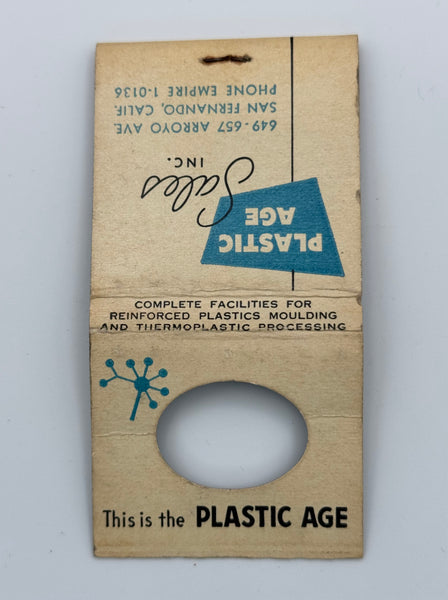 PLASTIC
AGE
Sales
INC.
649-657 ARROYO AVE.
SAN FERNANDO, CALIF.
PHONE EMPIRE 1-0136
COMPLETE FACILITIES FOR
REINFORCED PLASTICS MOULDING
AND THERMOPLASTIC PROCESSING
This is the PLASTIC AGE